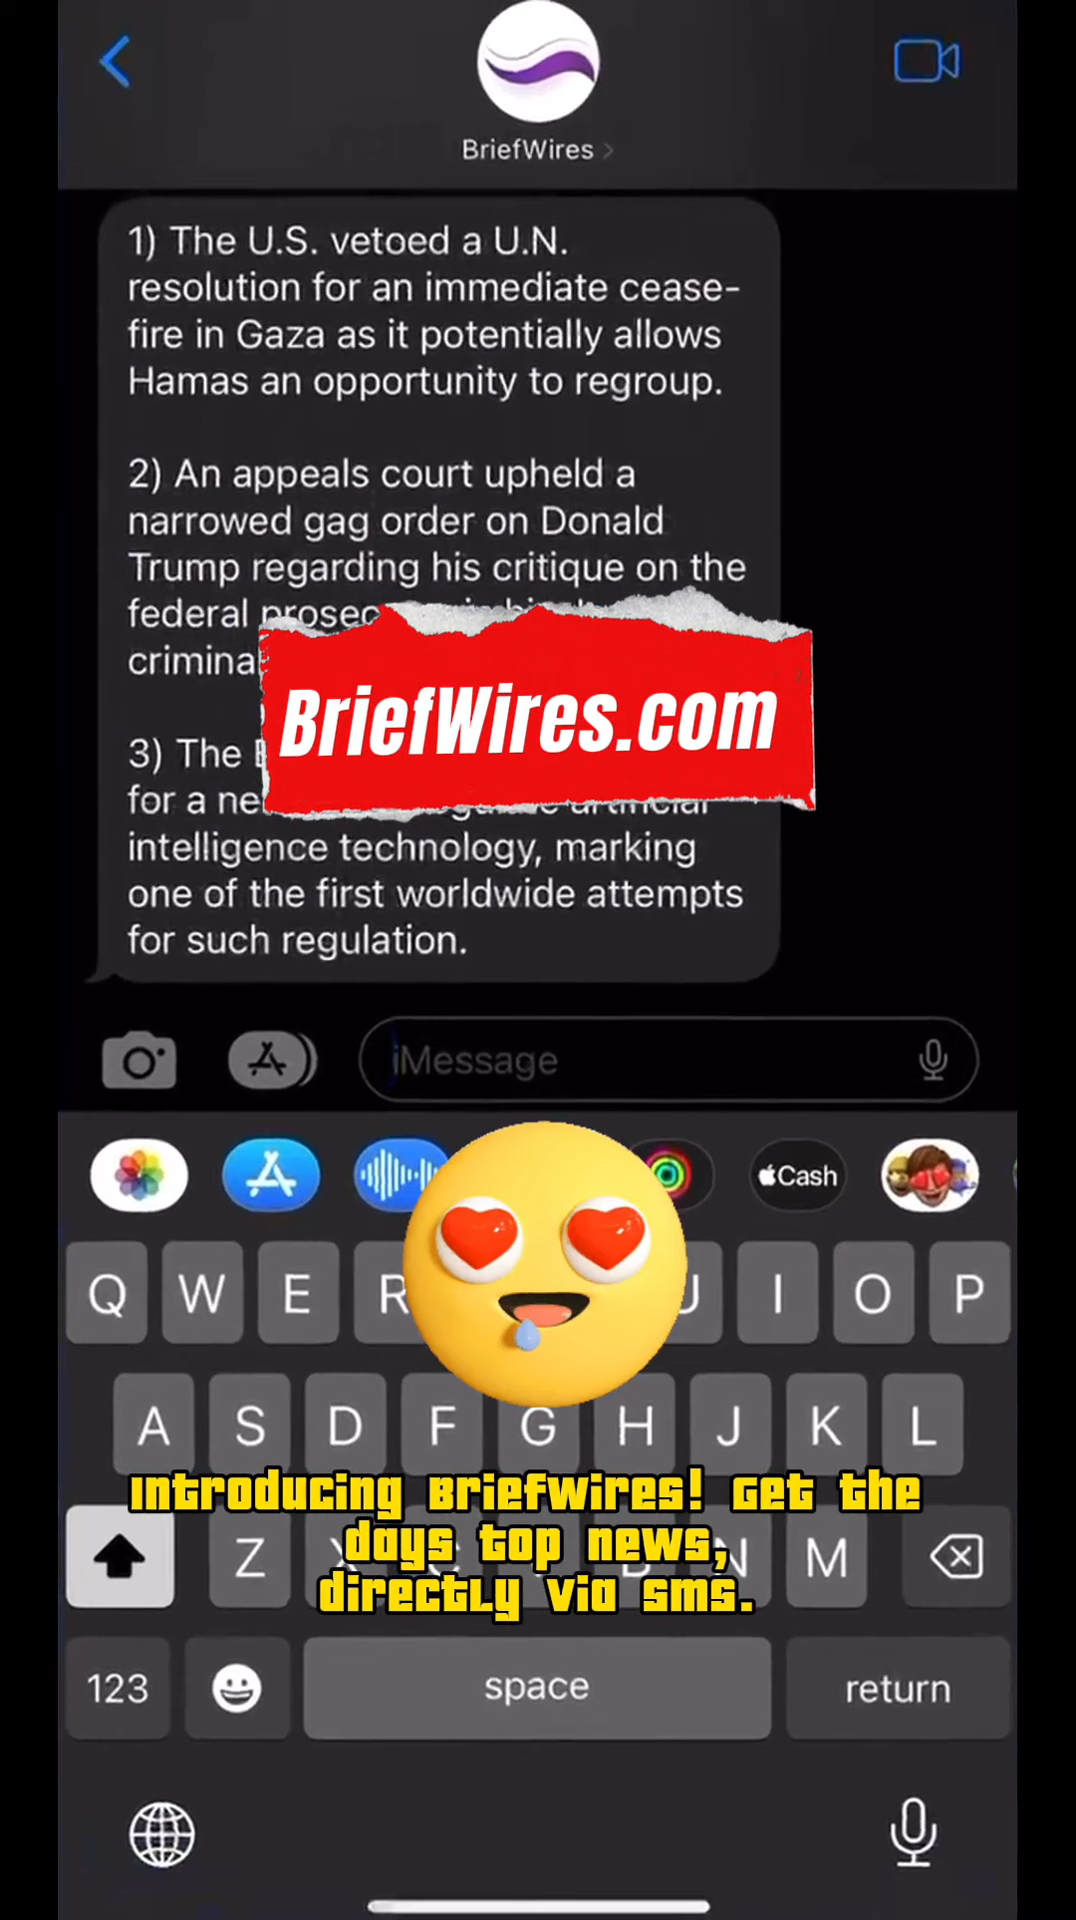 BriefWires
1) The U.S. vetoed a U.N.
resolution for an immediate cease-
fire in Gaza as it potentially allows
Hamas an opportunity to regroup.
2) An appeals court upheld a
narrowed gag order on Donald
Trump regarding his critique on the
federal
BriefWires.com
3) The
for a
intelligence technology, marking
one of the first worldwide attempts
for such regulation.
iMessage
Cash
Q W E R U I O P
A S D F G H J K L
Introducing BriefWires! Get the
days top news,
directly via sms.
Z M
123 space return